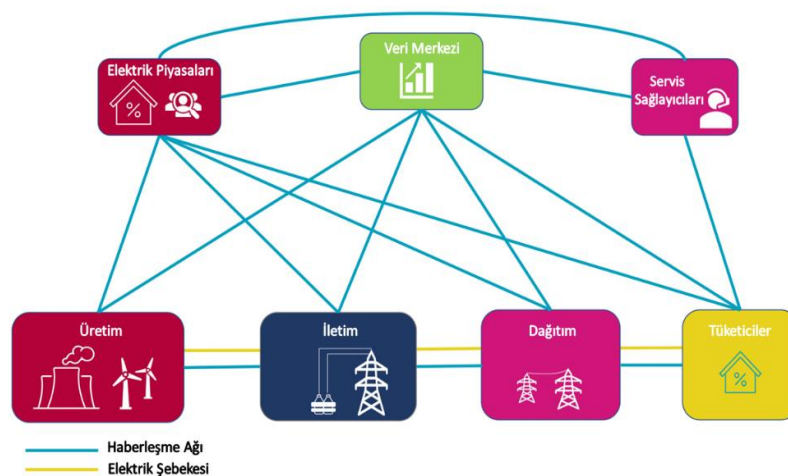 Elektrik Piyasaları
%
Veri Merkezi
Servis
Sağlayıcıları
Üretim
İletim
Dağıtım
Tüketiciler
%
Haberleşme Ağı
Elektrik Şebekesi